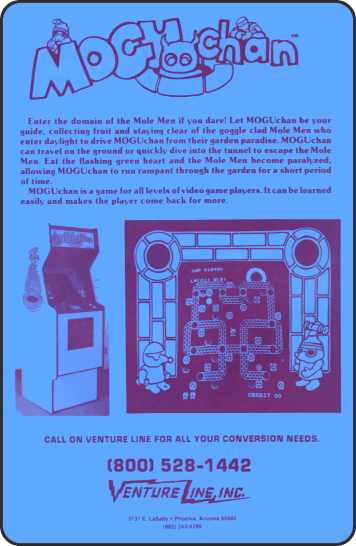 MOGUchan
TM
Enter the domain of the Mole Men if you dare! Let MOGUchan be your
guide, collecting fruit and staying clear of the goggle clad Mole Men who
enter daylight to drive MOGUchan from their garden paradise. MOGUchan
can travel on the ground or quickly dive into the tunnel to escape the Mole
Men. Eat the flashing green heart and the Mole Men become paralyzed,
allowing MOGUchan to run rampant through the garden for a short period
of time.
MOGUchan is a game for all levels of video game players. It can be learned
easily and makes the player come back for more.
CREDIT 00
CALL ON VENTURE LINE FOR ALL YOUR CONVERSION NEEDS.
(800) 528-1442
VENTURE LINE, INC.
3131 E. LaSalle • Phoenix, Arizona
(602) 243-6289